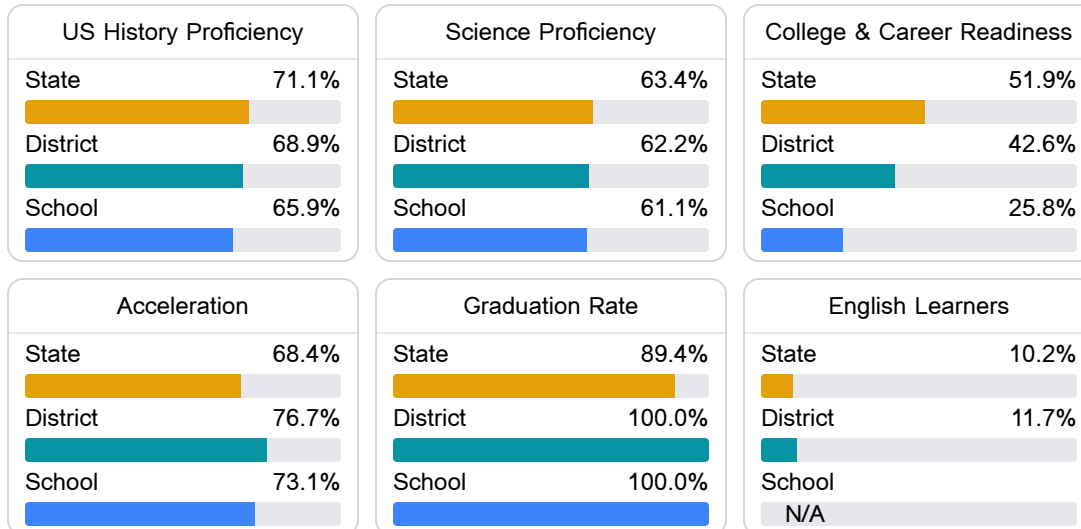 US History Proficiency
State 71.1%
District 68.9%
School 65.9%
Science Proficiency
State 63.4%
District 62.2%
School 61.1%
College & Career Readiness
State 51.9%
District 42.6%
School 25.8%
Acceleration
State 68.4%
District 76.7%
School 73.1%
Graduation Rate
State 89.4%
District 100.0%
School 100.0%
English Learners
State 10.2%
District 11.7%
School
N/A